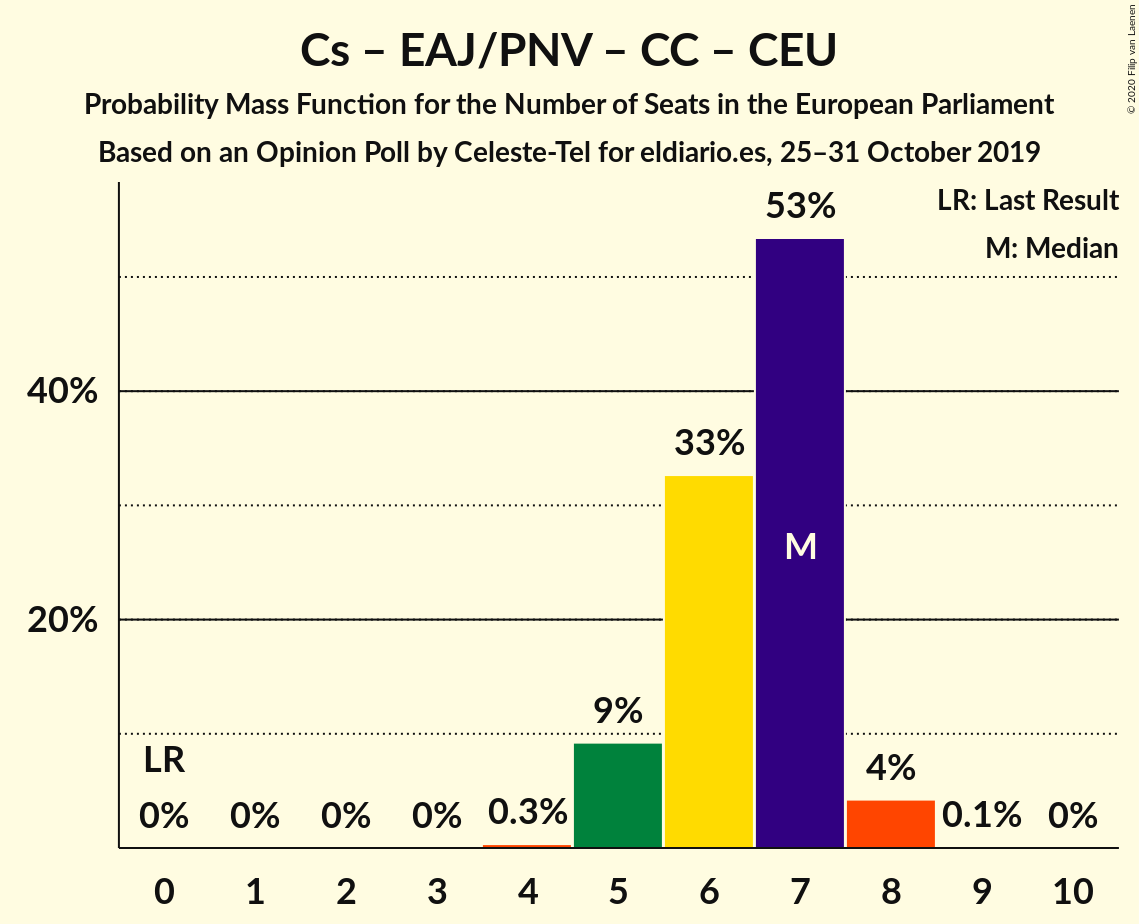 Cs – EAJ/PNV – CC – CEU
Probability Mass Function for the Number of Seats in the European Parliament
Based on an Opinion Poll by Celeste-Tel for eldiario.es, 25–31 October 2019
© 2020 Filip van Laenen
LR: Last Result
M: Median
53%
40%
33%
M
20%
9%
LR
4%
0% 0% 0% 0% 0.3% 0.1% 0%
0 1 2 3 4 5 6 7 8 9 10